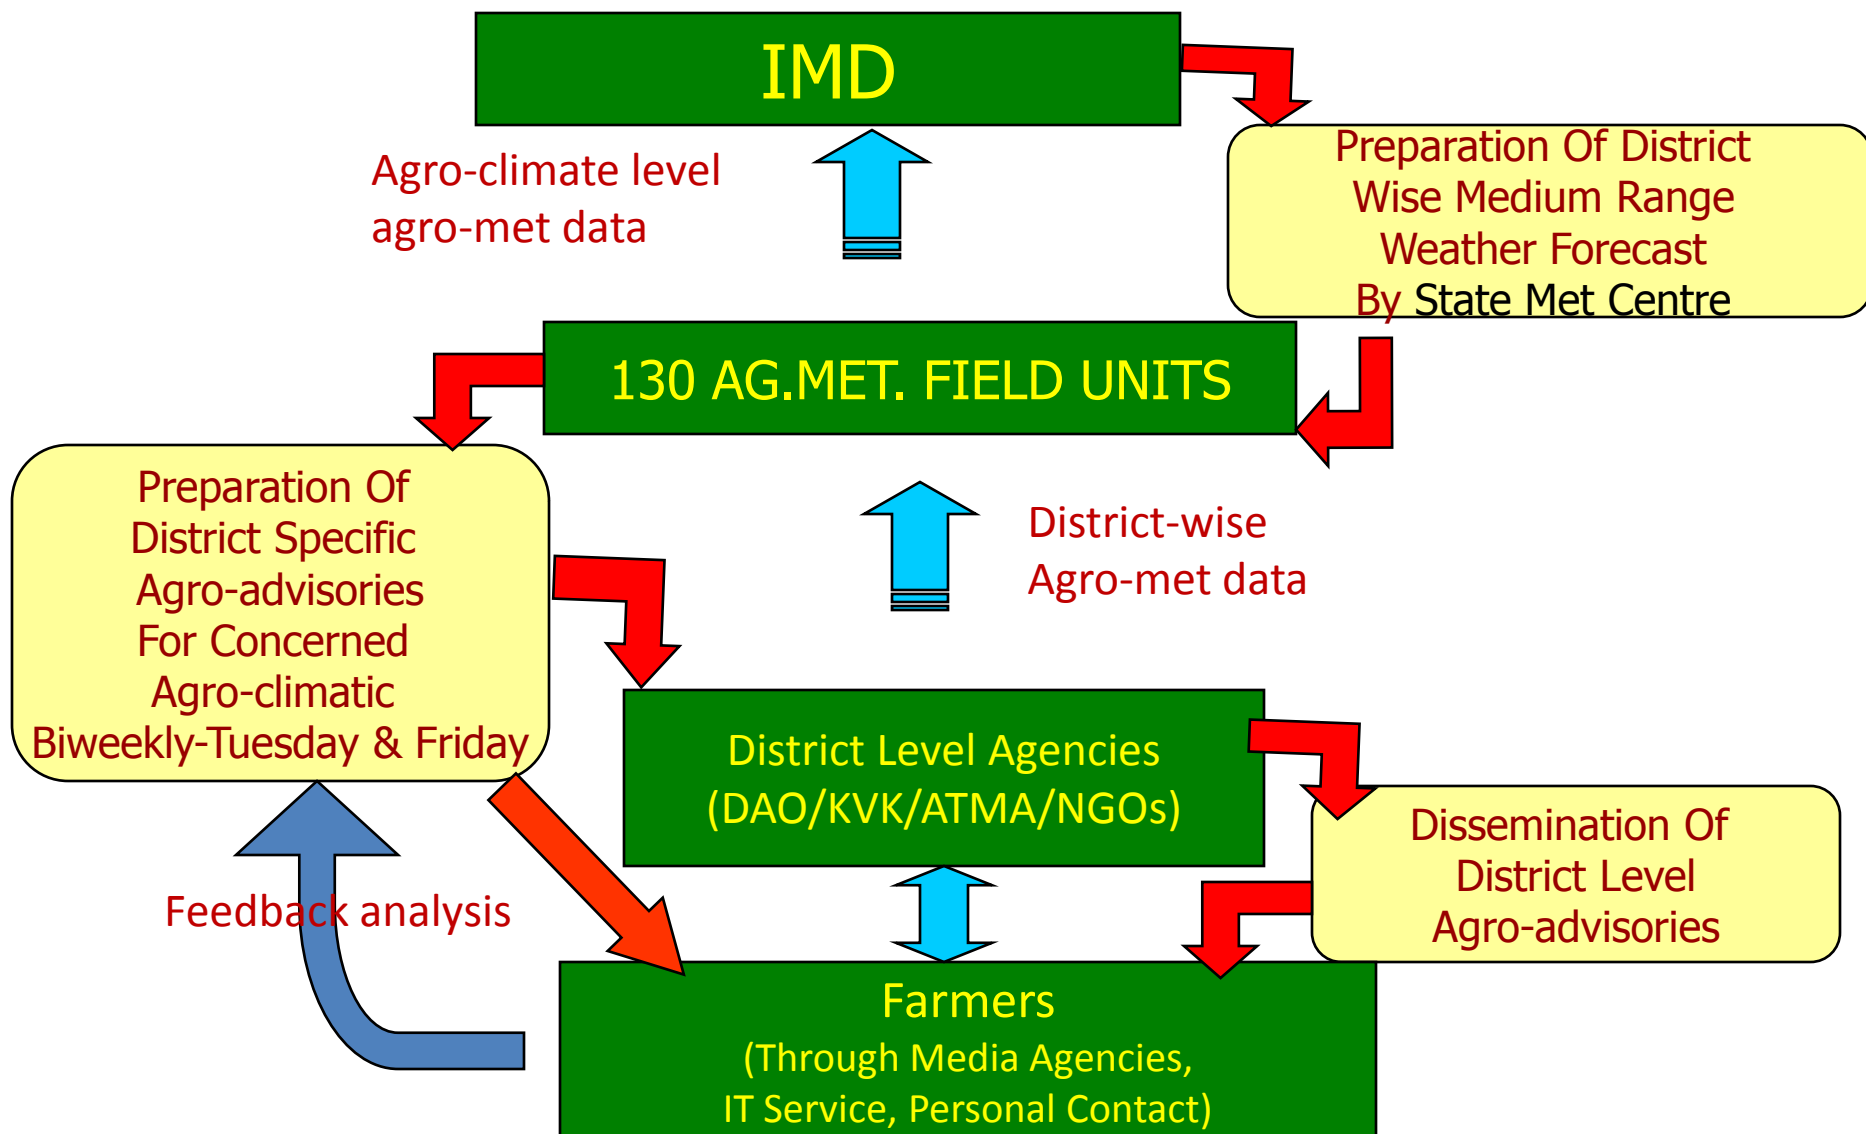 IMD
Agro-climate level
agro-met data
Preparation Of District
Wise Medium Range
Weather Forecast
By State Met Centre
130 AG.MET. FIELD UNITS
Preparation Of
District Specific
Agro-advisories
For Concerned
Agro-climatic
Biweekly-Tuesday & Friday
District-wise
Agro-met data
District Level Agencies
(DAO/KVK/ATMA/NGOs)
Dissemination Of
District Level
Agro-advisories
Feedback analysis
Farmers
(Through Media Agencies,
IT Service, Personal Contact)